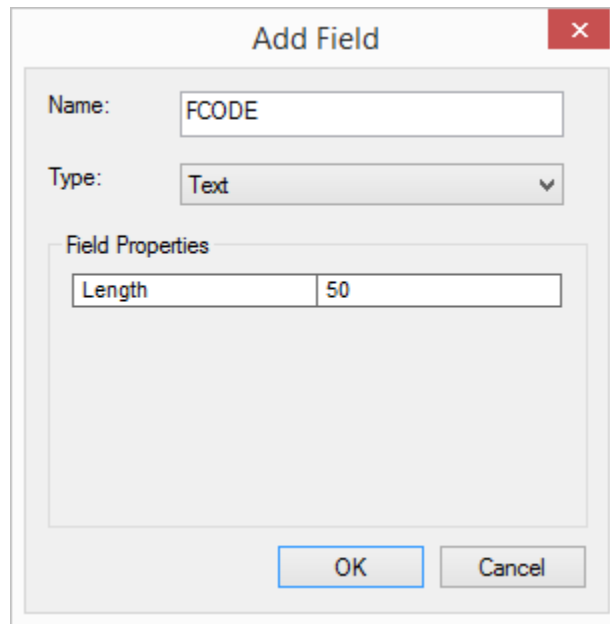 Add Field
Name: FCODE
Type: Text
Field Properties
Length 50
OK Cancel